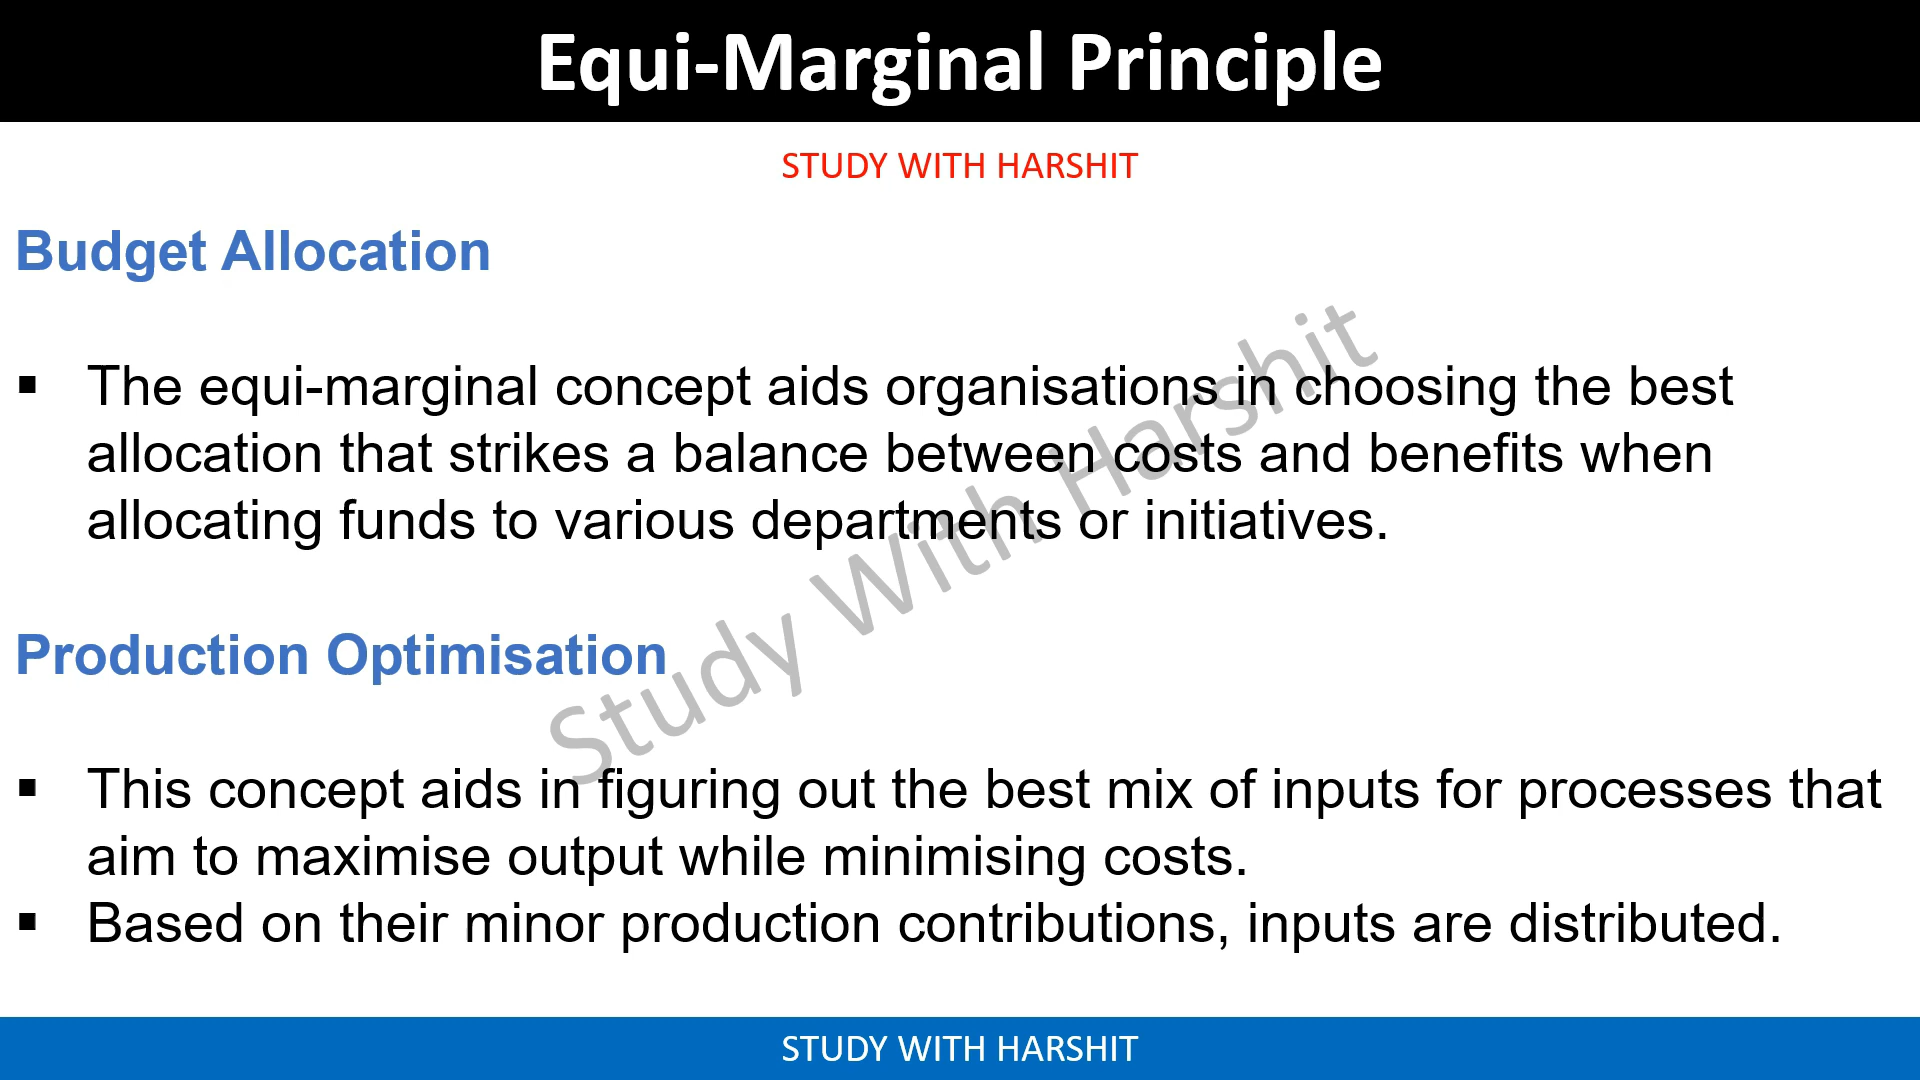 Equi-Marginal Principle
STUDY WITH HARSHIT
Budget Allocation
▪ The equi-marginal concept aids organisations in choosing the best
allocation that strikes a balance between costs and benefits when
allocating funds to various departments or initiatives.
Study With Harshit
Production Optimisation
▪ This concept aids in figuring out the best mix of inputs for processes that
aim to maximise output while minimising costs.
▪ Based on their minor production contributions, inputs are distributed.
STUDY WITH HARSHIT